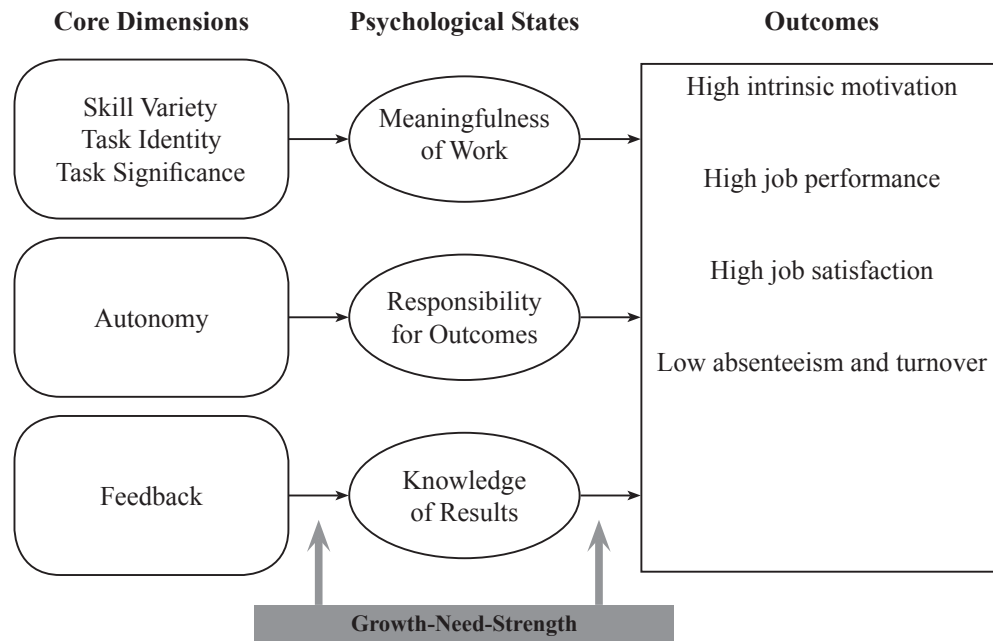 Core Dimensions
Psychological States
Outcomes
Skill Variety
Task Identity
Task Significance
Meaningfulness
of Work
High intrinsic motivation
High job performance
High job satisfaction
Low absenteeism and turnover
Autonomy
Responsibility
for Outcomes
Feedback
Knowledge
of Results
Growth-Need-Strength